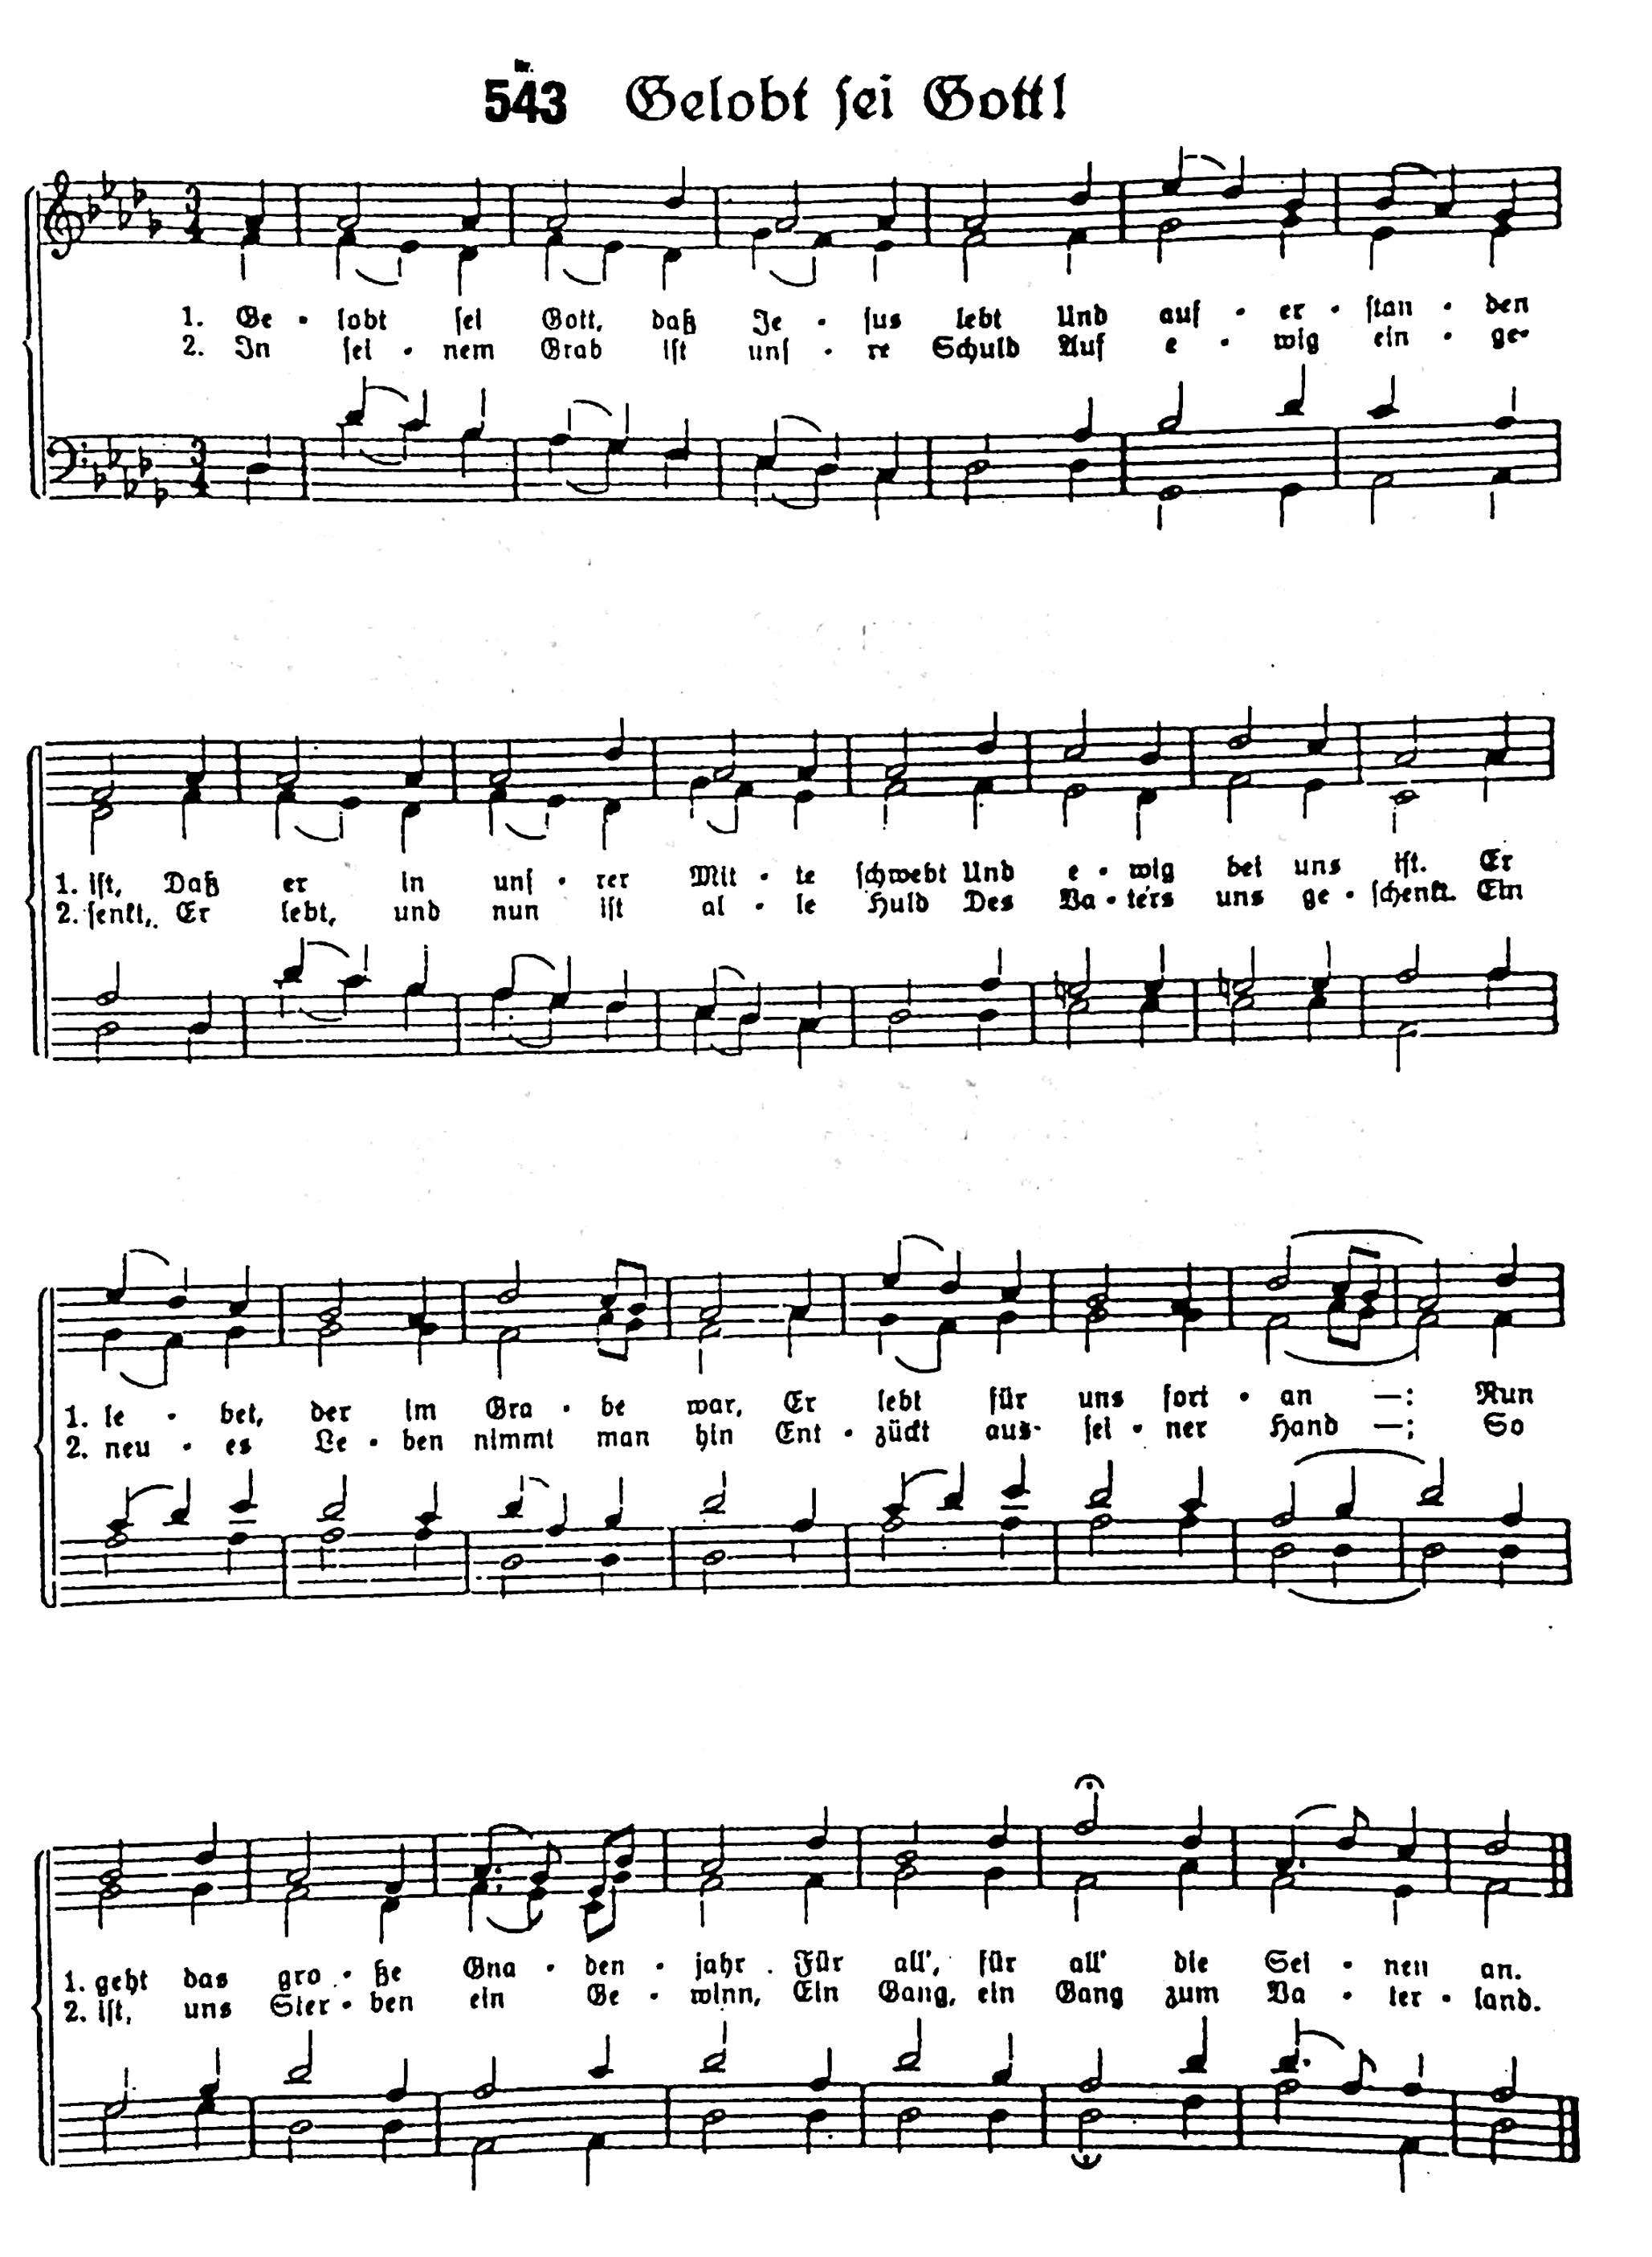 Nr.
543 Gelobt sei Gott!
1. Ge • lobt sei Gott, daß Je • sus lebt Und auf • er • stan • den
2. In sei • nem Grab ist uns • re Schuld Auf e • wig ein • ge•
1. ist, Daß er in uns • rer Mit • te schwebt Und e • wig bei uns ist. Er
2. senkt, Er lebt, und nun ist al • le Huld Des Va • ters uns ge • schenkt. Ein
1. le • bet, der im Gra • be war, Er lebt für uns fort • an —: Nun
2. neu • es Le • ben nimmt man hin Ent • zückt aus sei • ner Hand —; So
1. geht das gro • ße Gna • den • jahr Für all', für all' die Sei • nen an.
2. ist, uns Ster • ben ein Ge • winn, Ein Gang, ein Gang zum Va • ter • land.